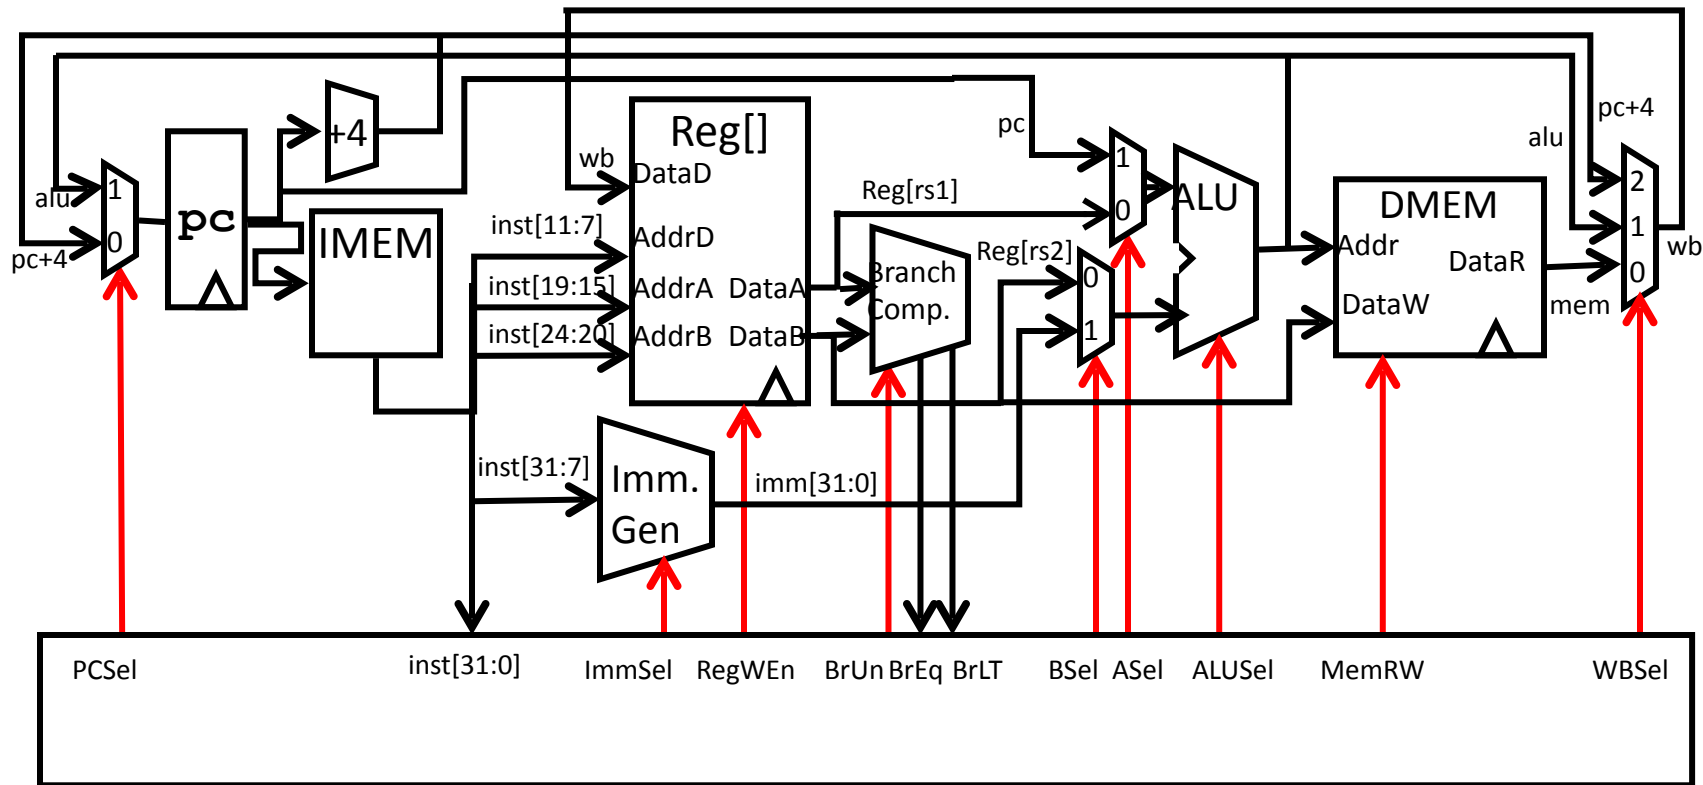 pc+4
pc
alu
+4
Reg[]
wb
DataD
1
Reg[rs1]
ALU
DMEM
2
alu
pc
IMEM
inst[11:7]
AddrD
0
Addr
1
wb
0
pc+4
Reg[rs2]
Branch
Comp.
DataR
inst[19:15]
AddrA
DataA
0
0
inst[24:20]
AddrB
DataB
1
DataW
mem
1
inst[31:7]
Imm.
Gen
imm[31:0]
PCSel
inst[31:0]
ImmSel
RegWEn
BrUn
BrEq
BrLT
BSel
ASel
ALUSel
MemRW
WBSel